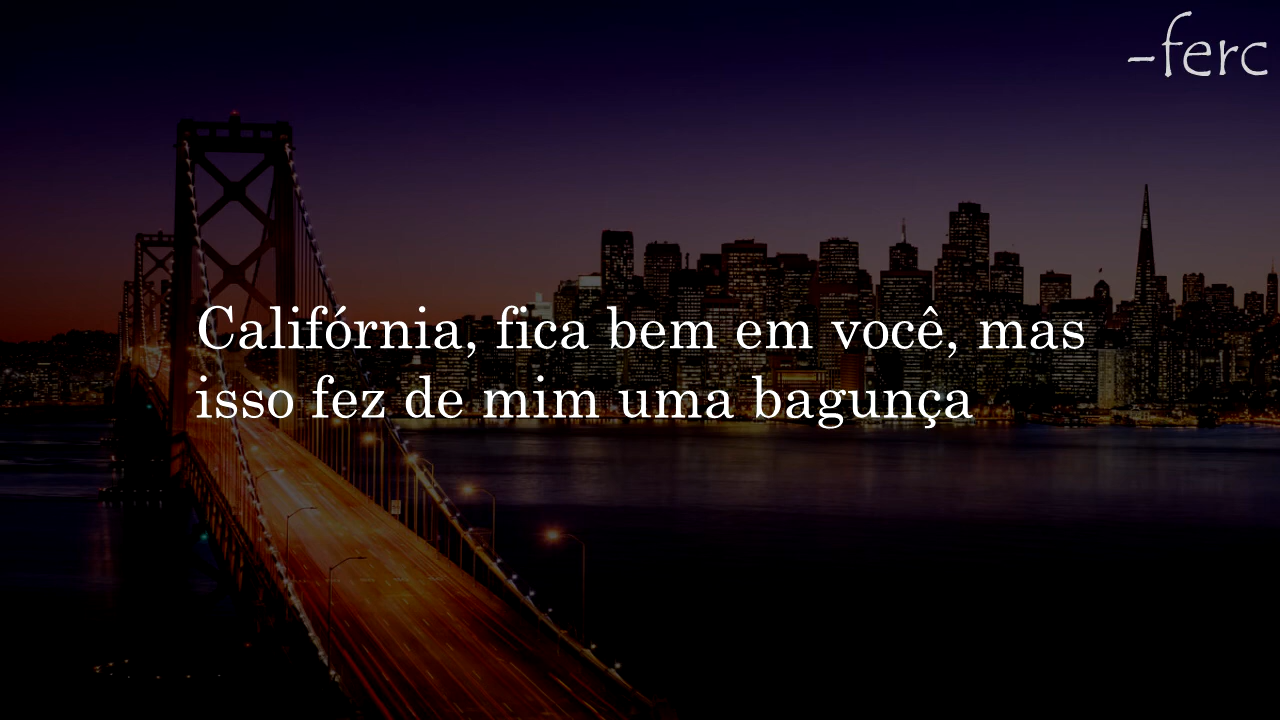 -ferc
Califórnia, fica bem em você, mas
isso fez de mim uma bagunça